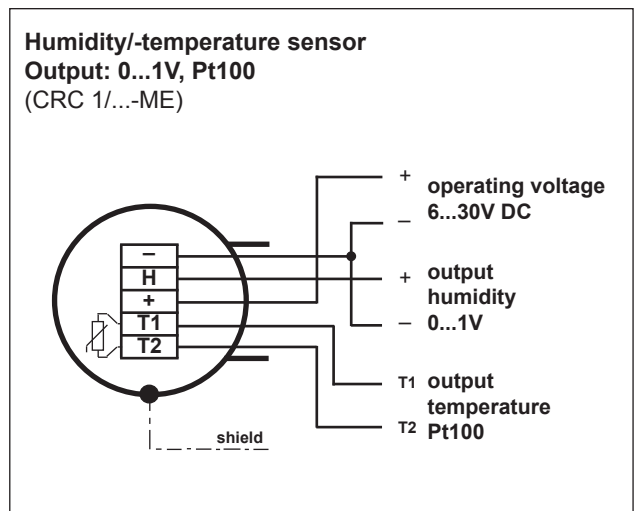 Humidity/-temperature sensor
Output: 0...1V, Pt100
(CRC 1/...-ME)
+
operating voltage
– 6...30V DC
–
H
+
T1
T2
+ output
humidity
– 0...1V
T1 output
temperature
T2 Pt100
shield